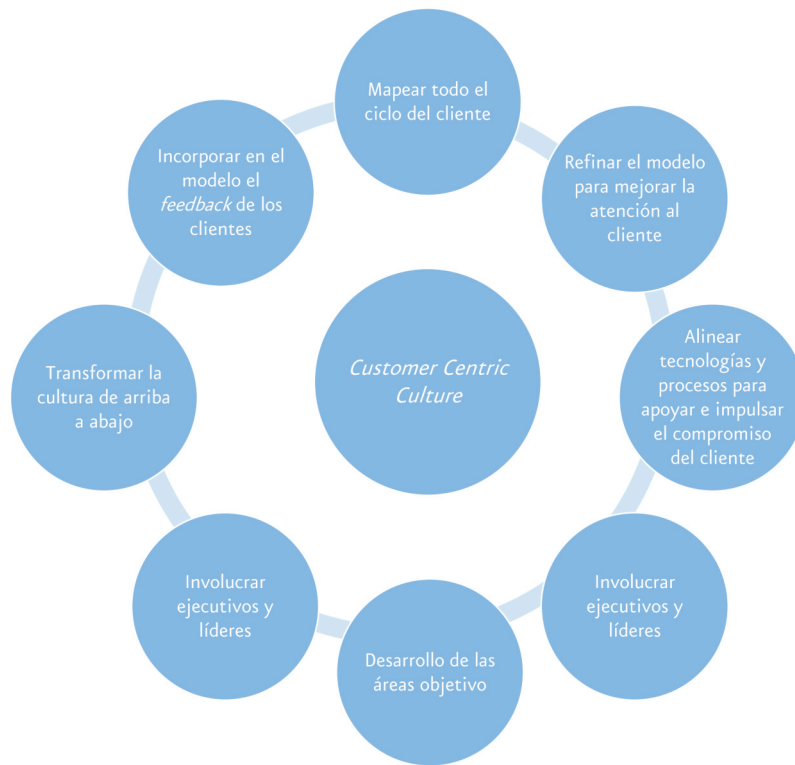 Mapear todo el
ciclo del cliente
Refinar el modelo
para mejorar la
atención al
cliente
Alinear
tecnologías y
procesos para
apoyar e impulsar
el compromiso
del cliente
Involucrar
ejecutivos y
líderes
Desarrollo de las
áreas objetivo
Involucrar
ejecutivos y
líderes
Transformar la
cultura de arriba
a abajo
Incorporar en el
modelo el
feedback de los
clientes
Customer Centric
Culture